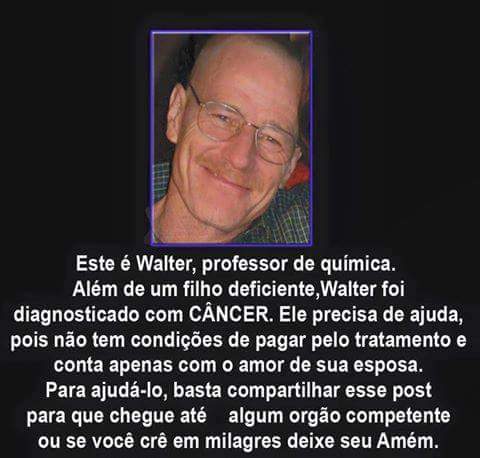 Este é Walter, professor de química.
Além de um filho deficiente,Walter foi
diagnosticado com CÂNCER. Ele precisa de ajuda,
pois não tem condições de pagar pelo tratamento e
conta apenas com o amor de sua esposa.
Para ajudá-lo, basta compartilhar esse post
para que chegue até algum orgão competente
ou se você crê em milagres deixe seu Amém.